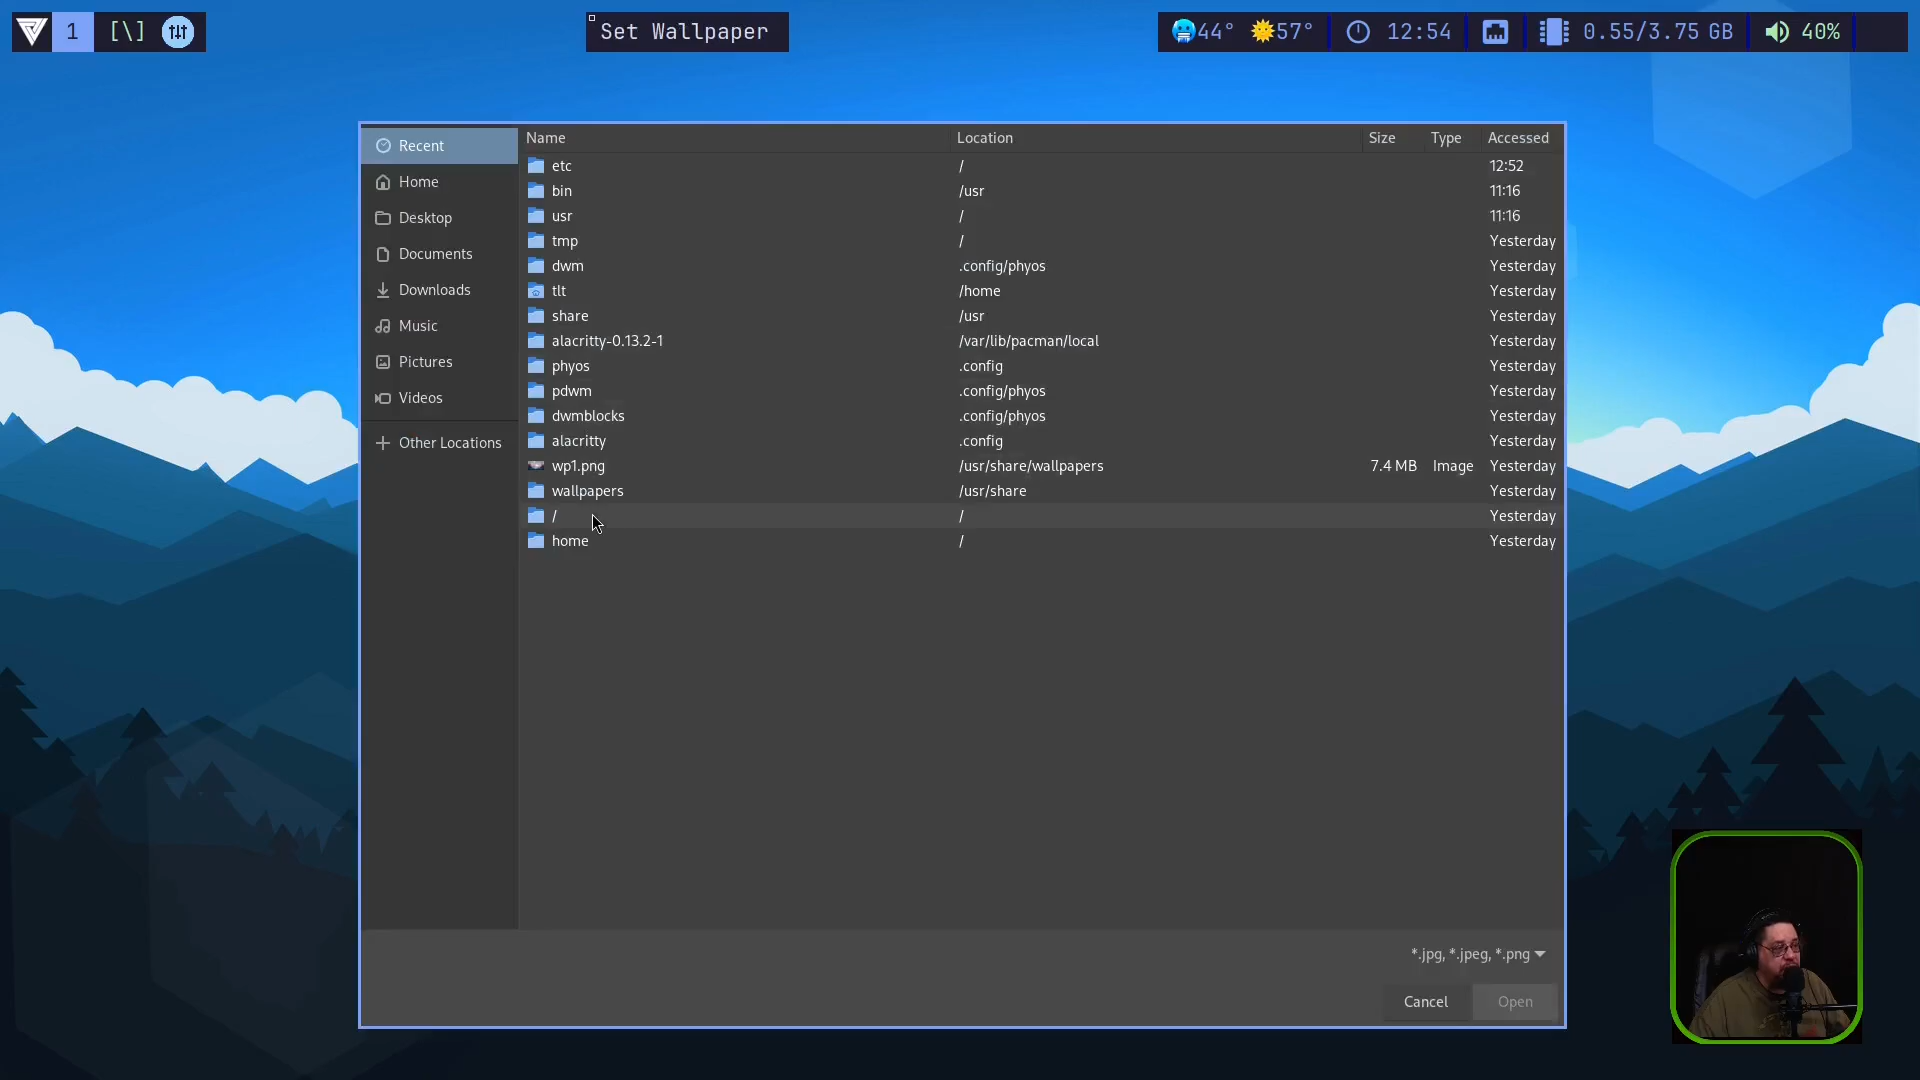 1 [\] Set Wallpaper 44° 57° 12:54 0.55/3.75 GB 40%
Recent
Home
Desktop
Documents
Downloads
Music
Pictures
Videos
Other Locations
Name Location Size Type Accessed
etc / 12:52
bin /usr 11:16
usr / 11:16
tmp / Yesterday
dwm .config/phyos Yesterday
tlt /home Yesterday
share /usr Yesterday
alacritty-0.13.2-1 /var/lib/pacman/local Yesterday
phyos .config Yesterday
pdwm .config/phyos Yesterday
dwmblocks .config/phyos Yesterday
alacritty .config Yesterday
wp1.png /usr/share/wallpapers 7.4 MB Image Yesterday
wallpapers /usr/share Yesterday
/ / Yesterday
home / Yesterday
*.jpg, *.jpeg, *.png
Cancel Open